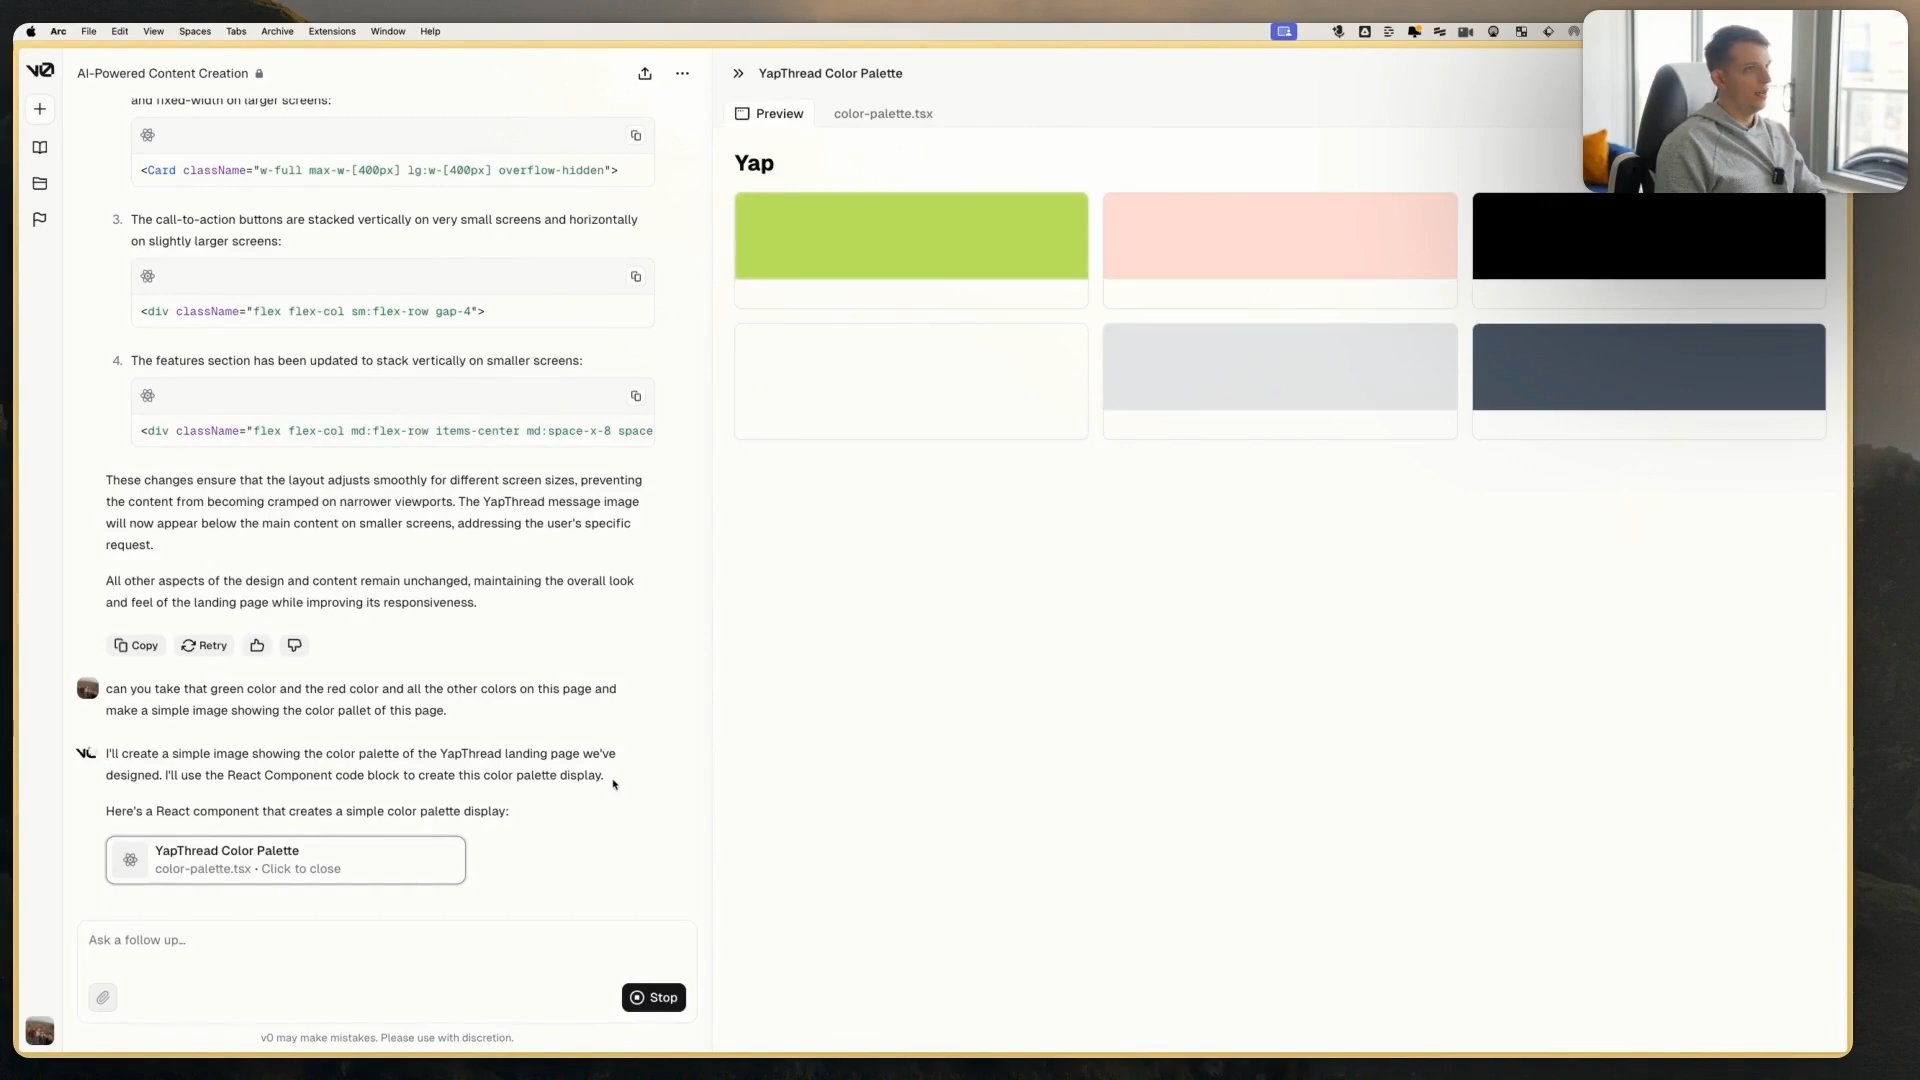 Arc File Edit View Spaces Tabs Archive Extensions Window Help
v0
AI-Powered Content Creation
and fixed-width on larger screens:
<Card className="w-full max-w-[400px] lg:w-[400px] overflow-hidden">
3. The call-to-action buttons are stacked vertically on very small screens and horizontally
on slightly larger screens:
<div className="flex flex-col sm:flex-row gap-4">
4. The features section has been updated to stack vertically on smaller screens:
<div className="flex flex-col md:flex-row items-center md:space-x-8 space
These changes ensure that the layout adjusts smoothly for different screen sizes, preventing
the content from becoming cramped on narrower viewports. The YapThread message image
will now appear below the main content on smaller screens, addressing the user's specific
request.
All other aspects of the design and content remain unchanged, maintaining the overall look
and feel of the landing page while improving its responsiveness.
Copy Retry
can you take that green color and the red color and all the other colors on this page and
make a simple image showing the color pallet of this page.
I'll create a simple image showing the color palette of the YapThread landing page we've
designed. I'll use the React Component code block to create this color palette display.
Here's a React component that creates a simple color palette display:
YapThread Color Palette
color-palette.tsx • Click to close
Ask a follow up...
Stop
v0 may make mistakes. Please use with discretion.
YapThread Color Palette
Preview color-palette.tsx
Yap